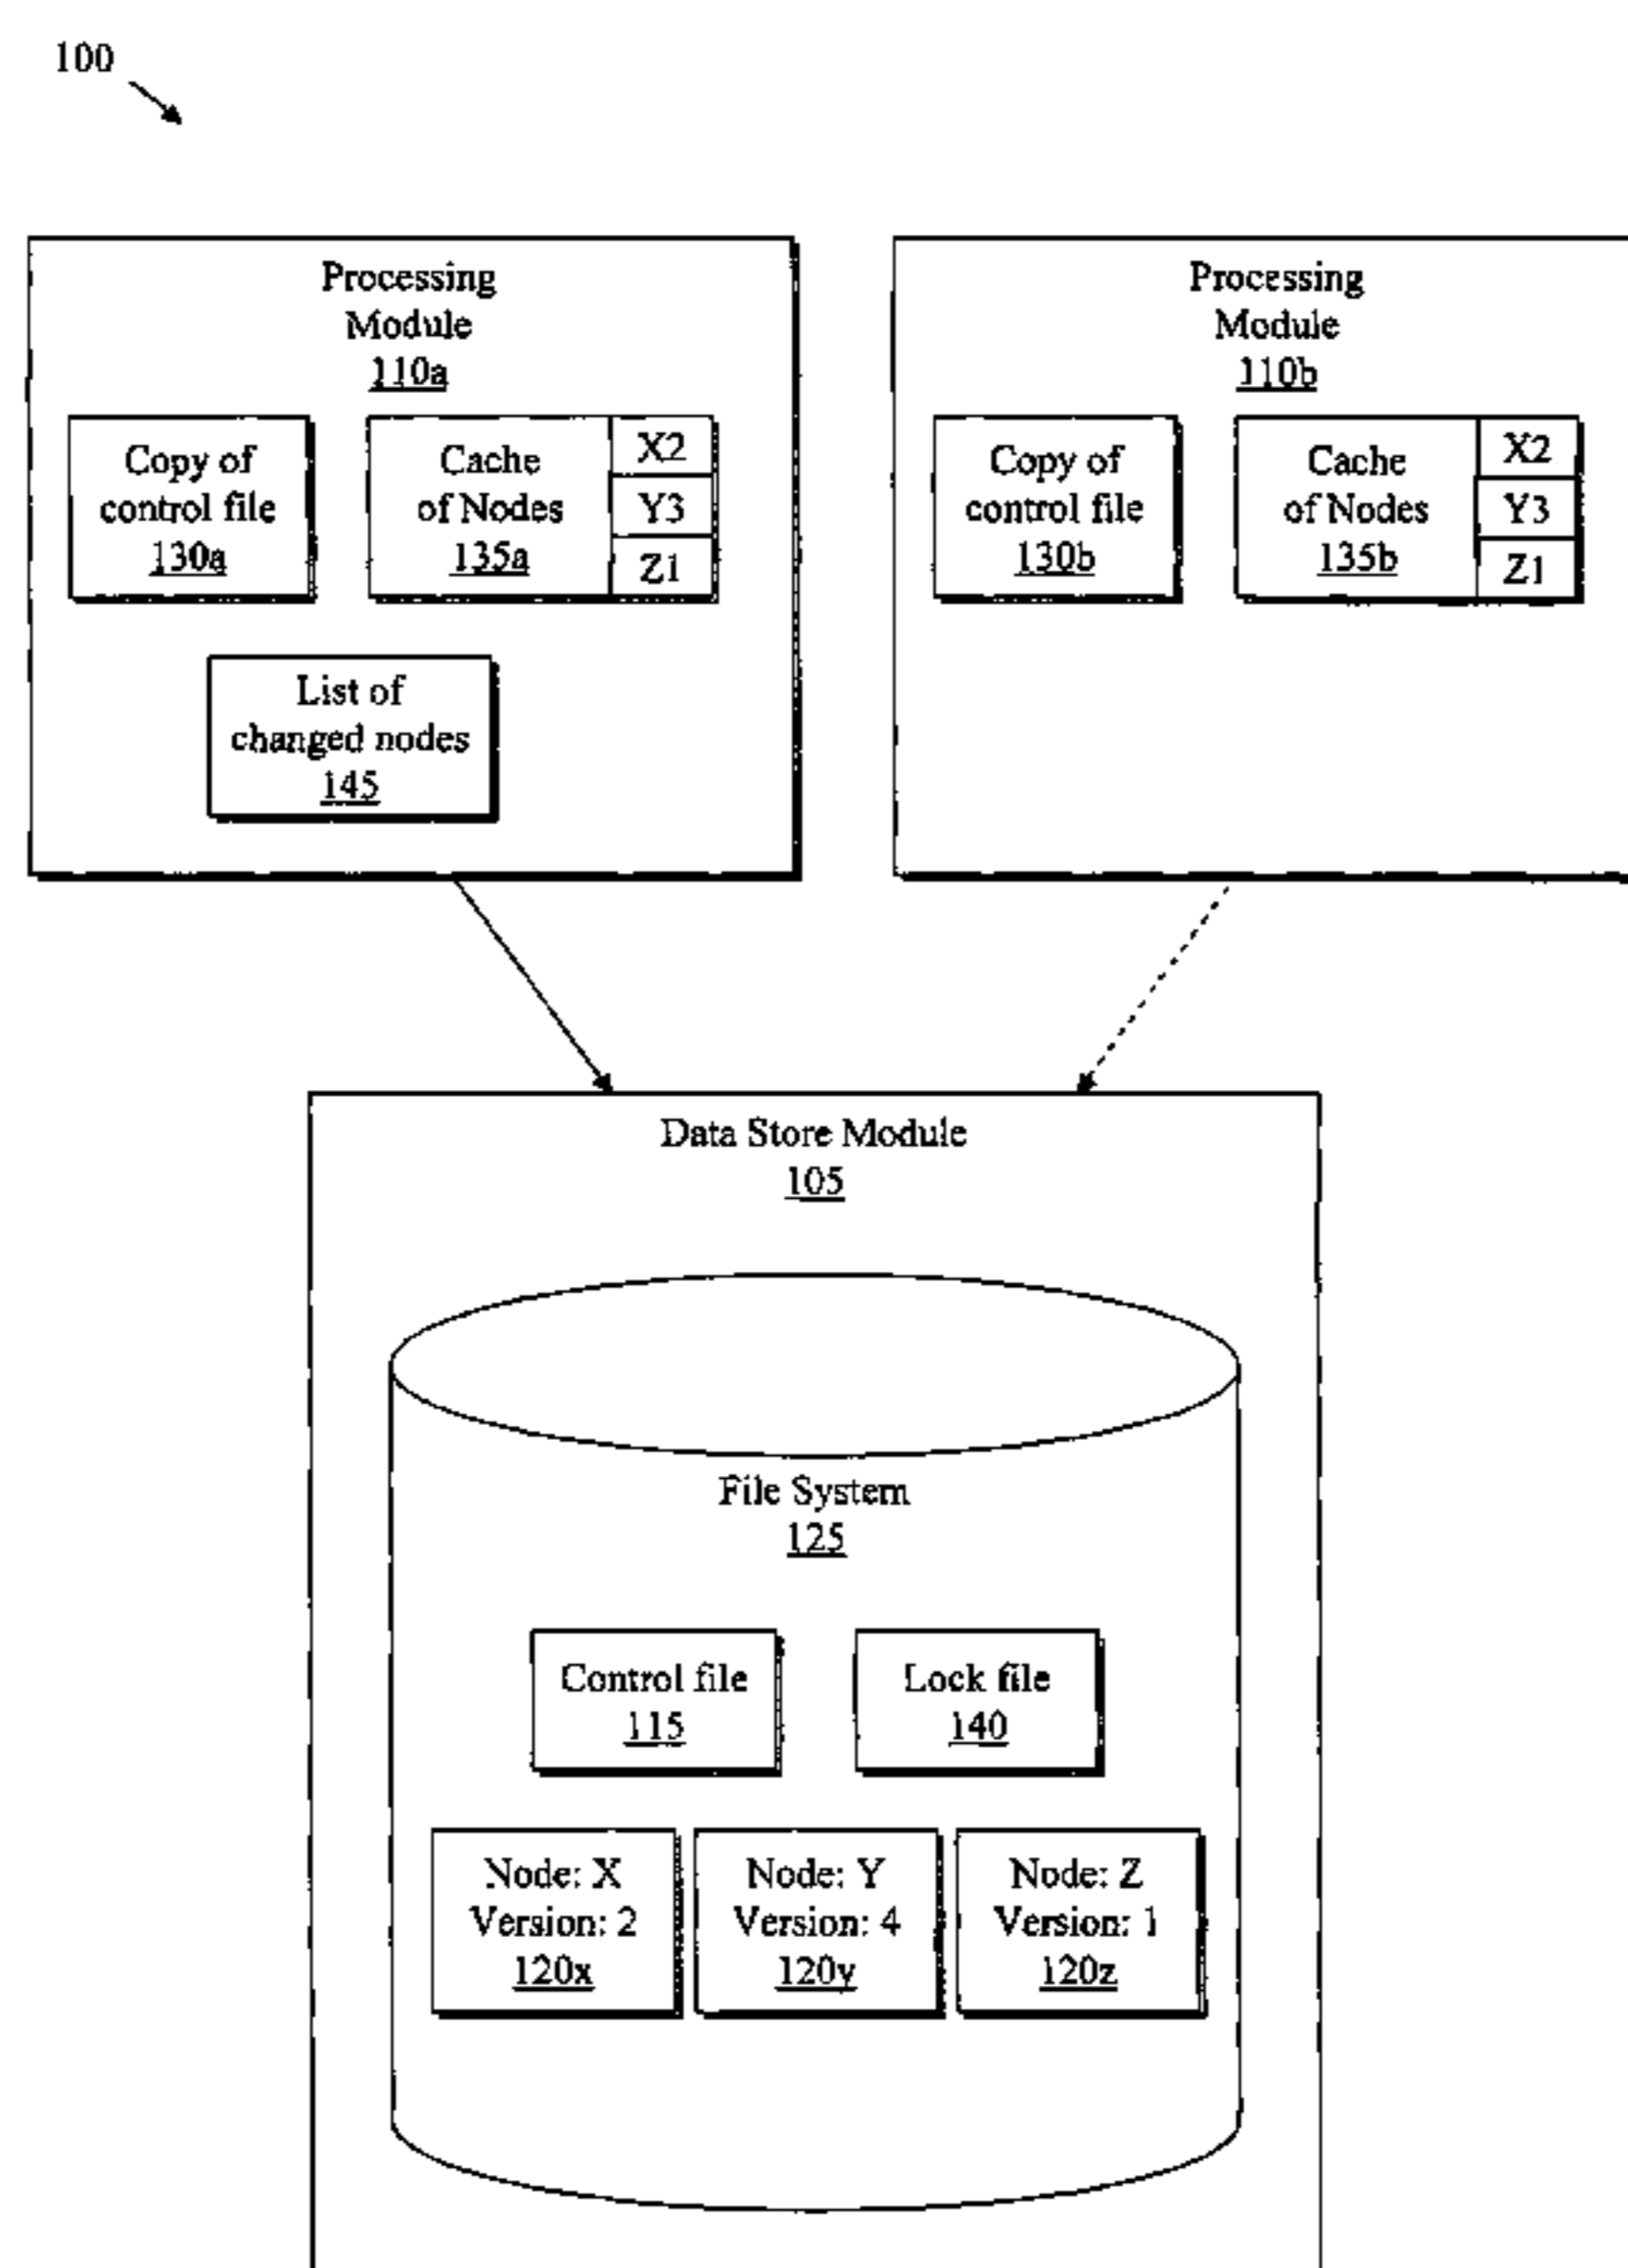 100
Processing
Module
110a
Copy of
control file
130a
Cache
of Nodes
135a
X2
Y3
Z1
List of
changed nodes
145
Processing
Module
110b
Copy of
control file
130b
Cache
of Nodes
135b
X2
Y3
Z1
Data Store Module
105
File System
125
Control file
115
Lock file
140
Node: X
Version: 2
120x
Node: Y
Version: 4
120y
Node: Z
Version: 1
120z